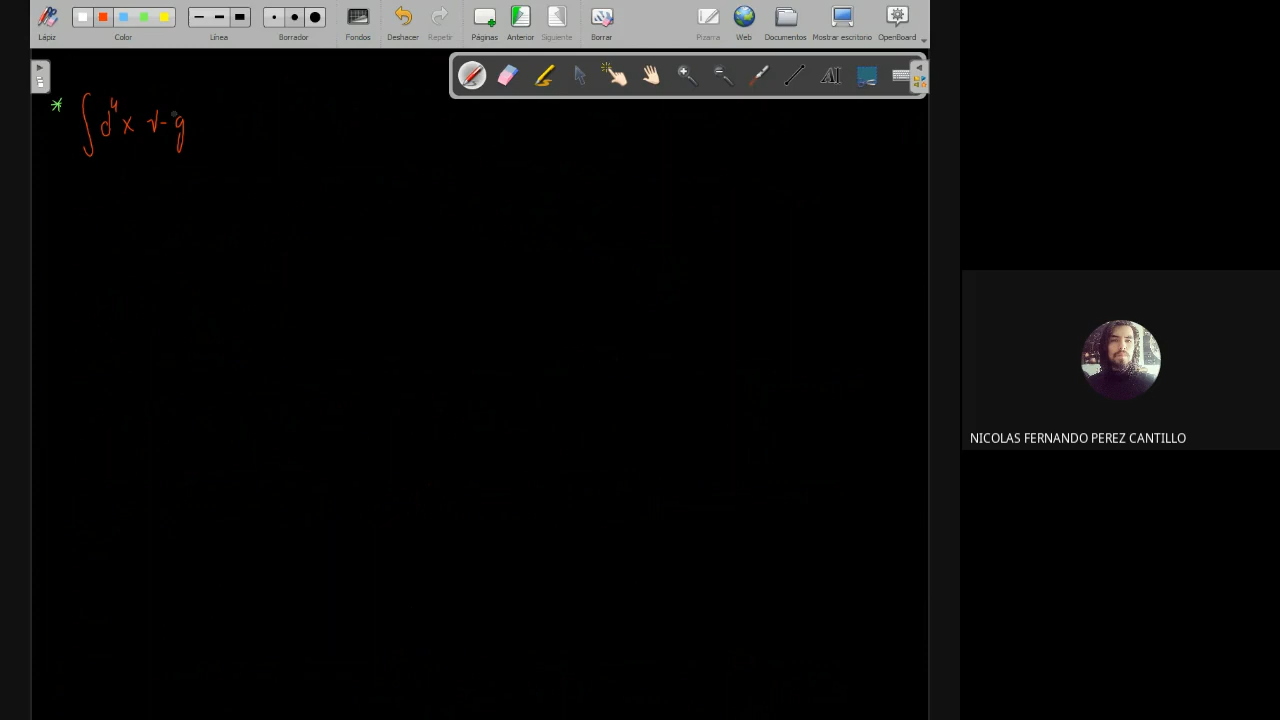 Lápiz Color Línea Borrador Fondos Deshacer Repetir Páginas Anterior Siguiente Borrar Pizarra Web Documentos Mostrar escritorio OpenBoard
* ∫ d⁴x √-g
NICOLAS FERNANDO PEREZ CANTILLO